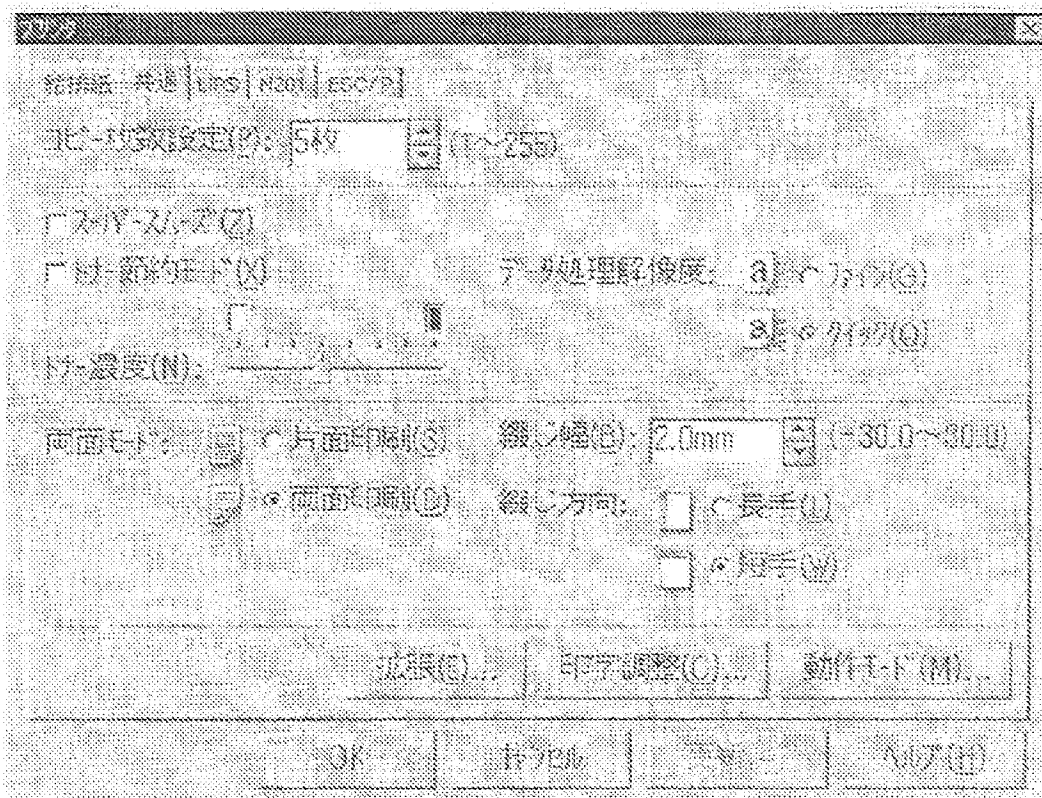 給排紙 共通 LIPS N201 ESC/P
コピー枚数設定(P): 5枚 (1～255)
スーパースムーズ(Z)
トナー節約モード(X)
データ処理解像度: ファイン(G)
クイック(Q)
トナー濃度(N):
両面モード: 片面印刷(S) 綴じ幅(B): 2.0mm (-30.0～30.0)
両面印刷(D) 綴じ方向: 長手(L)
短手(W)
拡張(E)... 印字調整(C)... 動作モード(M)...
OK キャンセル ヘルプ(H)